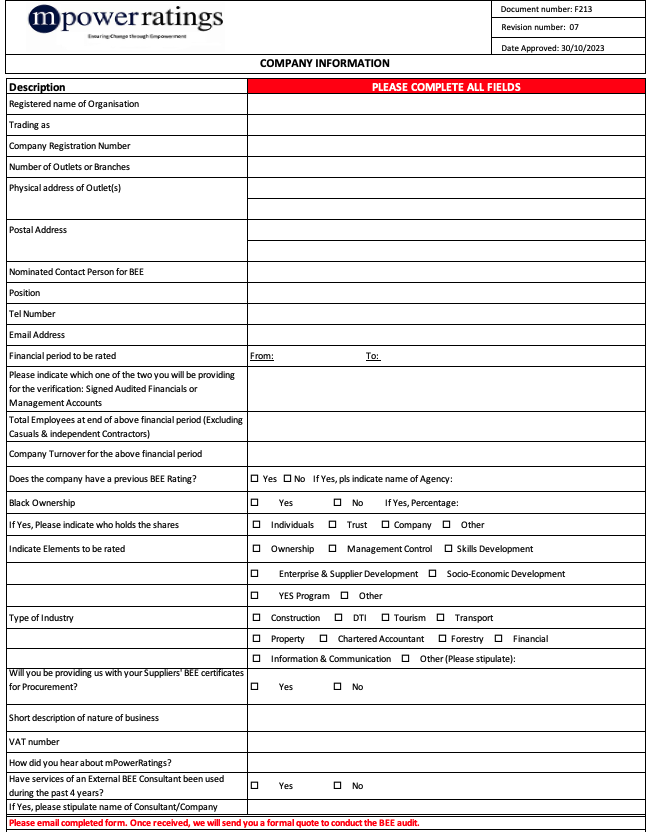 mpowerratings
Ensuring Change through Empowerment
Document number: F213
Revision number: 07
Date Approved: 30/10/2023
COMPANY INFORMATION
Description PLEASE COMPLETE ALL FIELDS
Registered name of Organisation
Trading as
Company Registration Number
Number of Outlets or Branches
Physical address of Outlet(s)
Postal Address
Nominated Contact Person for BEE
Position
Tel Number
Email Address
Financial period to be rated From: To:
Please indicate which one of the two you will be providing
for the verification: Signed Audited Financials or
Management Accounts
Total Employees at end of above financial period (Excluding
Casuals & independent Contractors)
Company Turnover for the above financial period
Does the company have a previous BEE Rating? ☐ Yes ☐ No If Yes, pls indicate name of Agency:
Black Ownership ☐ Yes ☐ No If Yes, Percentage:
If Yes, Please indicate who holds the shares ☐ Individuals ☐ Trust ☐ Company ☐ Other
Indicate Elements to be rated ☐ Ownership ☐ Management Control ☐ Skills Development
☐ Enterprise & Supplier Development ☐ Socio-Economic Development
☐ YES Program ☐ Other
Type of Industry ☐ Construction ☐ DTI ☐ Tourism ☐ Transport
☐ Property ☐ Chartered Accountant ☐ Forestry ☐ Financial
☐ Information & Communication ☐ Other (Please stipulate):
Will you be providing us with your Suppliers' BEE certificates
for Procurement? ☐ Yes ☐ No
Short description of nature of business
VAT number
How did you hear about mPowerRatings?
Have services of an External BEE Consultant been used
during the past 4 years? ☐ Yes ☐ No
If Yes, please stipulate name of Consultant/Company
Please email completed form. Once received, we will send you a formal quote to conduct the BEE audit.